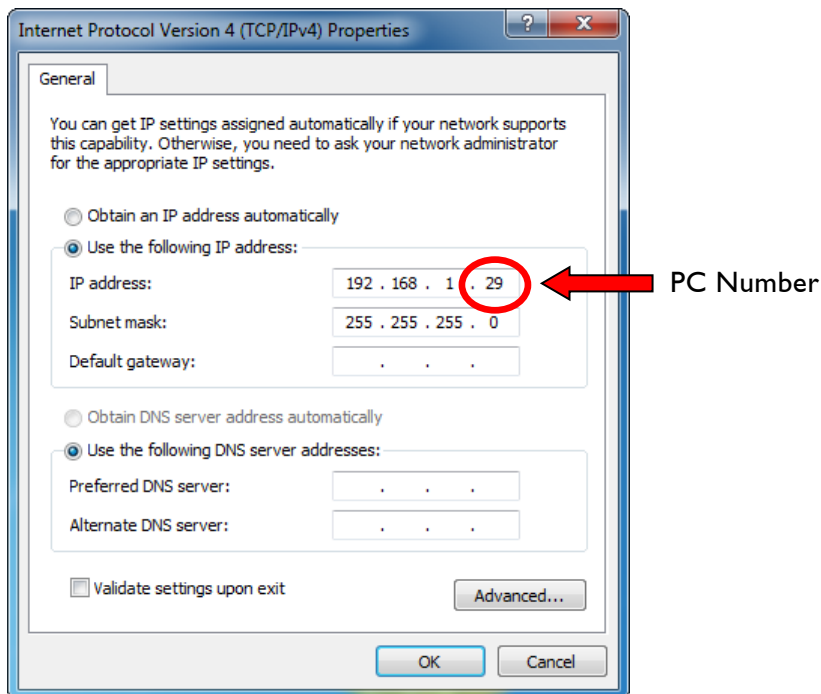 Internet Protocol Version 4 (TCP/IPv4) Properties
?
General
You can get IP settings assigned automatically if your network supports
this capability. Otherwise, you need to ask your network administrator
for the appropriate IP settings.
Obtain an IP address automatically
Use the following IP address:
IP address: 192 . 168 . 1 . 29
PC Number
Subnet mask: 255 . 255 . 255 . 0
Default gateway: . . .
Obtain DNS server address automatically
Use the following DNS server addresses:
Preferred DNS server: . . .
Alternate DNS server: . . .
Validate settings upon exit
Advanced...
OK Cancel